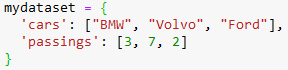 mydataset = {
  'cars': ["BMW", "Volvo", "Ford"],
  'passings': [3, 7, 2]
}